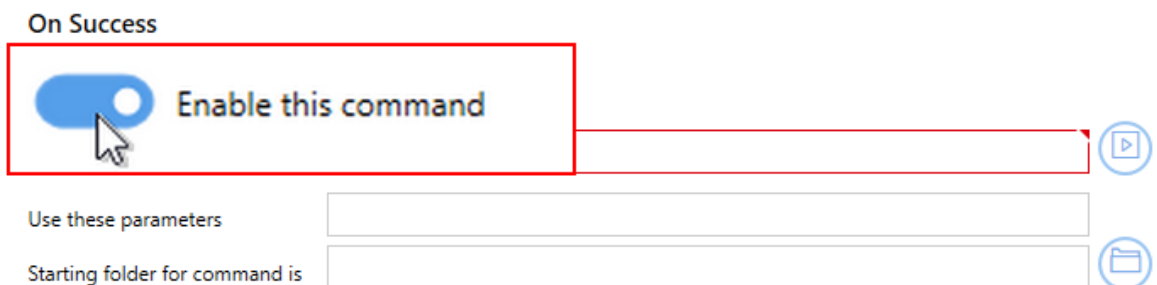 On Success
Enable this command
Use these parameters
Starting folder for command is